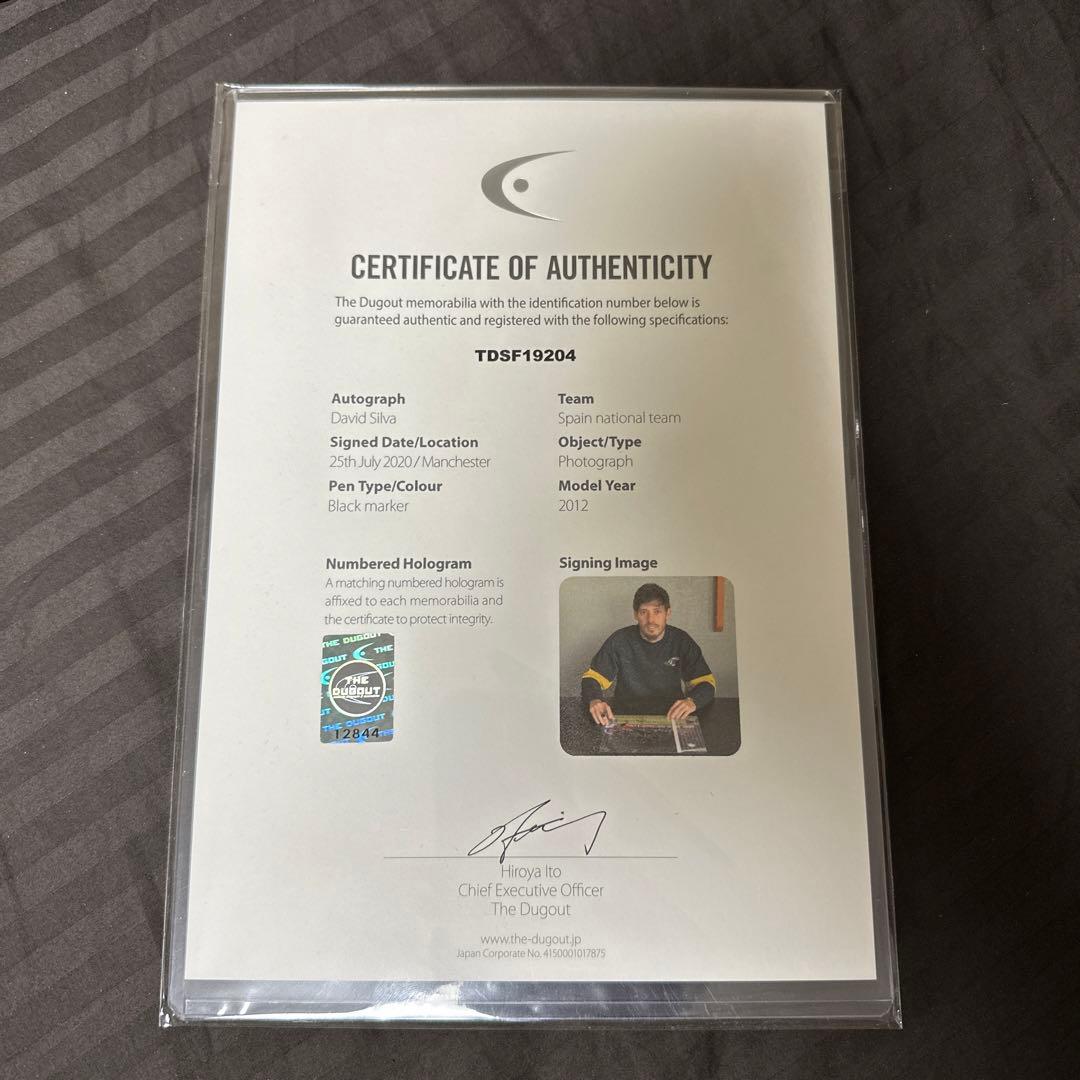 CERTIFICATE OF AUTHENTICITY
The Dugout memorabilia with the identification number below is
guaranteed authentic and registered with the following specifications:
TDSF19204
Autograph
David Silva
Team
Spain national team
Signed Date/Location
25th July 2020 / Manchester
Object/Type
Photograph
Pen Type/Colour
Black marker
Model Year
2012
Numbered Hologram
A matching numbered hologram is
affixed to each memorabilia and
the certificate to protect integrity.
THE DUGOUT
THE
DUGOUT
THE DUGOUT
12844
Signing Image
Hiroya Ito
Chief Executive Officer
The Dugout
www.the-dugout.jp
Japan Corporate No. 4150001017875